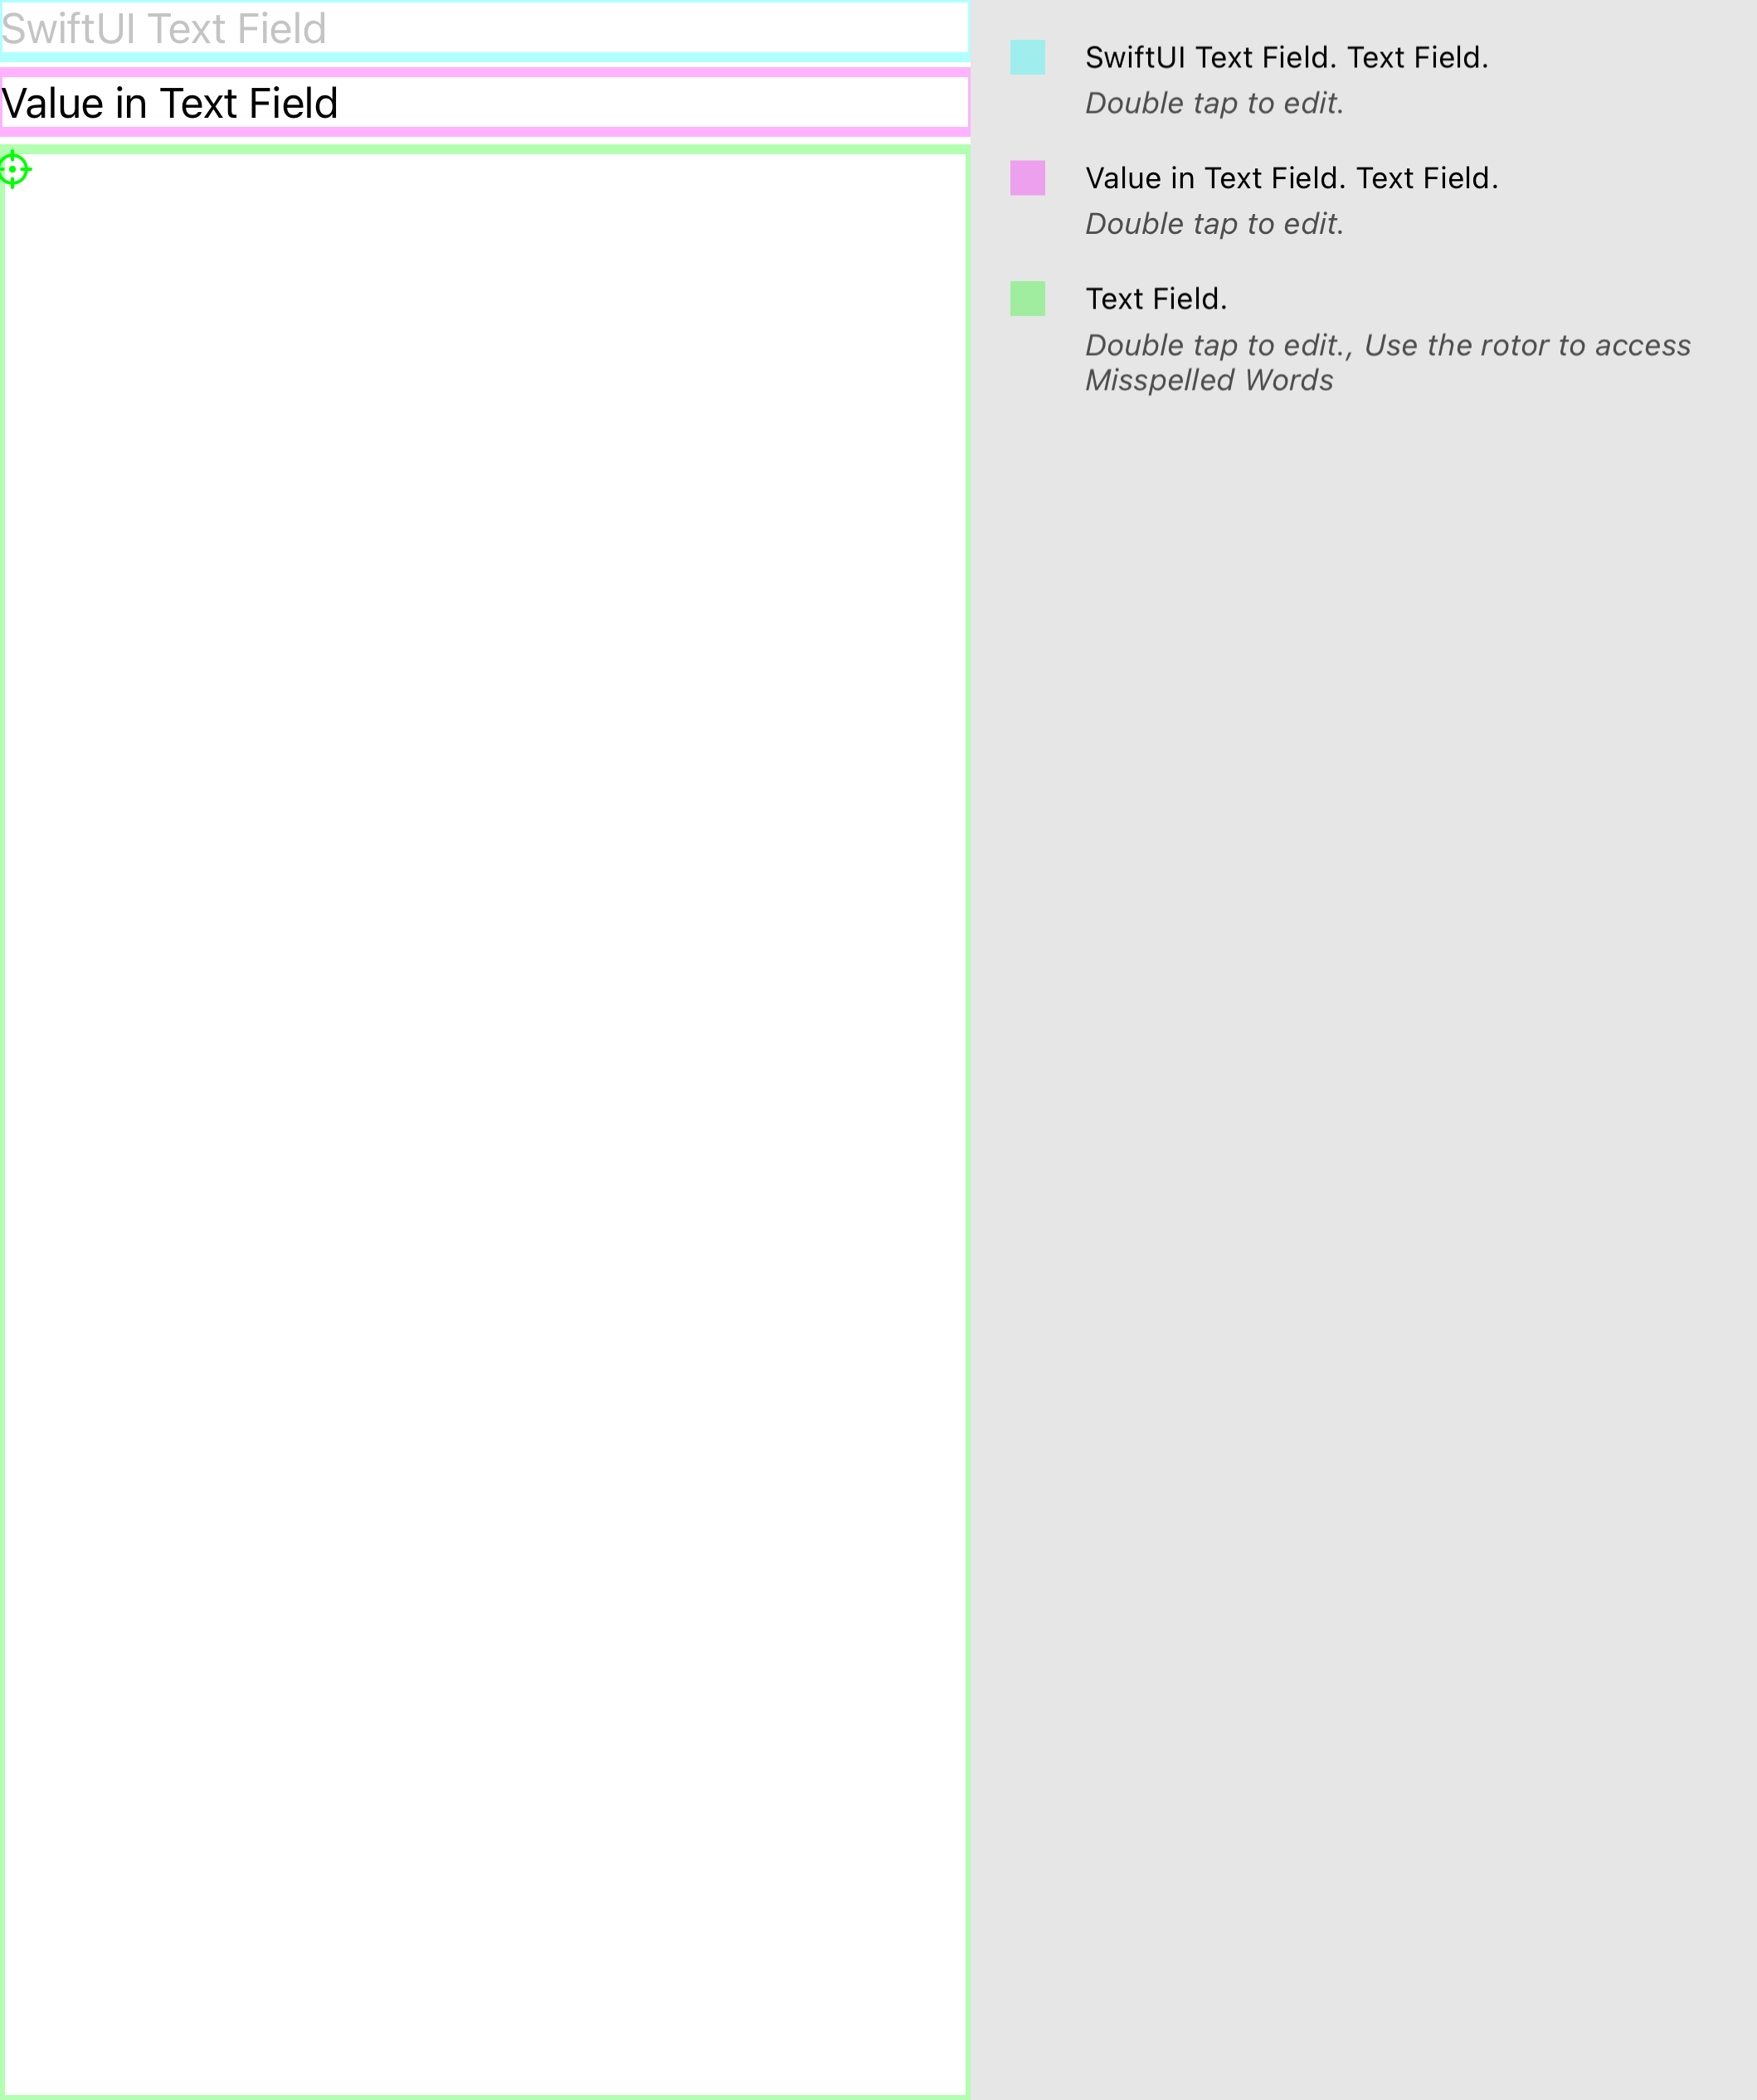 SwiftUI Text Field
Value in Text Field
SwiftUI Text Field. Text Field.
Double tap to edit.
Value in Text Field. Text Field.
Double tap to edit.
Text Field.
Double tap to edit., Use the rotor to access
Misspelled Words